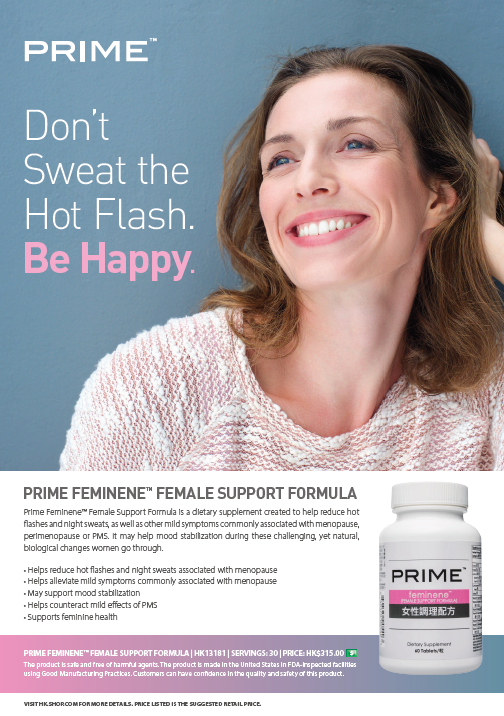 PRIME™
Don't
Sweat the
Hot Flash.
Be Happy.
PRIME FEMINENE™ FEMALE SUPPORT FORMULA
Prime Feminene™ Female Support Formula is a dietary supplement created to help reduce hot
flashes and night sweats, as well as other mild symptoms commonly associated with menopause,
perimenopause or PMS. It may help mood stabilization during these challenging, yet natural,
biological changes women go through.
• Helps reduce hot flashes and night sweats associated with menopause
• Helps alleviate mild symptoms commonly associated with menopause
• May support mood stabilization
• Helps counteract mild effects of PMS
• Supports feminine health
PRIME™
feminene™
(FEMALE SUPPORT FORMULA)
女性調理配方
Dietary Supplement
60 Tablets/粒
PRIME FEMINENE™ FEMALE SUPPORT FORMULA | HK13181 | SERVINGS: 30 | PRICE: HK$315.00
The product is safe and free of harmful agents. The product is made in the United States in FDA-inspected facilities
using Good Manufacturing Practices. Customers can have confidence in the quality and safety of this product.
VISIT HK.SHOP.COM FOR MORE DETAILS. PRICE LISTED IS THE SUGGESTED RETAIL PRICE.